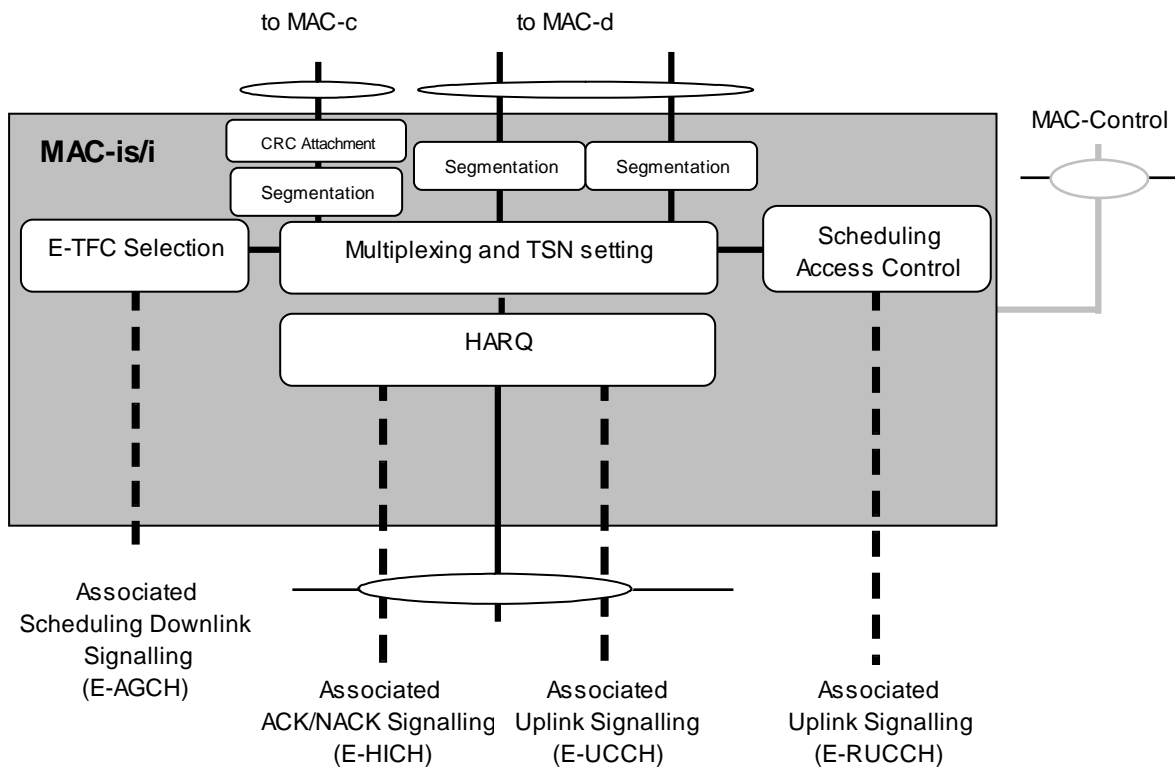 to MAC-c
to MAC-d
MAC-Control
MAC-is/i
CRC Attachment
Segmentation
Segmentation
Segmentation
E-TFC Selection
Multiplexing and TSN setting
Scheduling
Access Control
HARQ
Associated
Scheduling Downlink
Signalling
(E-AGCH)
Associated
ACK/NACK Signalling
(E-HICH)
Associated
Uplink Signalling
(E-UCCH)
Associated
Uplink Signalling
(E-RUCCH)